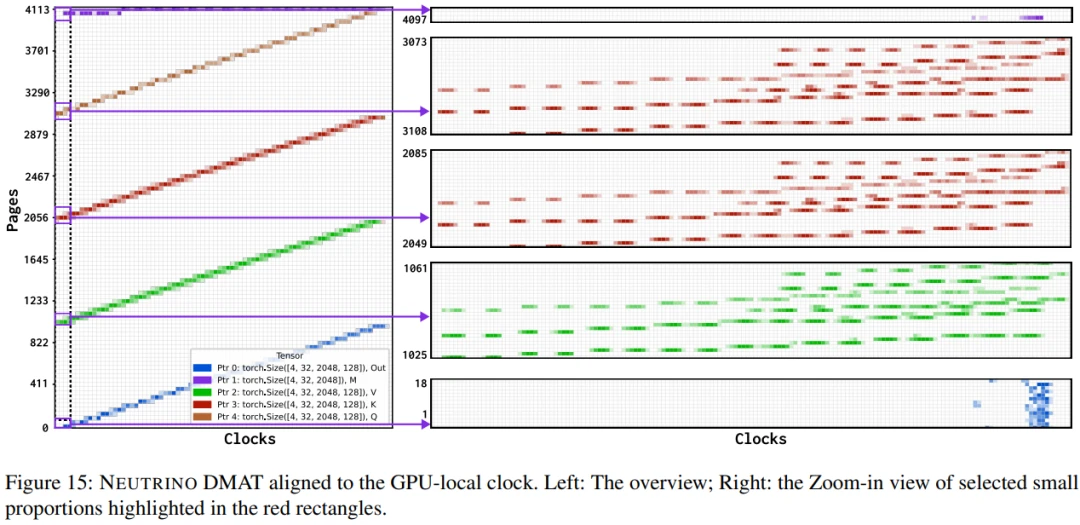 4113
3701
3290
2879
2467
2056
1645
1233
822
411
0
Pages
Clocks
Tensor
Ptr 0: torch.Size([4, 32, 2048, 128]), Out
Ptr 1: torch.Size([4, 32, 2048]), M
Ptr 2: torch.Size([4, 32, 2048, 128]), V
Ptr 3: torch.Size([4, 32, 2048, 128]), K
Ptr 4: torch.Size([4, 32, 2048, 128]), Q
4097
3073
3108
2085
2049
1061
1025
18
1
Clocks
Figure 15: NEUTRINO DMAT aligned to the GPU-local clock. Left: The overview; Right: the Zoom-in view of selected small
proportions highlighted in the red rectangles.